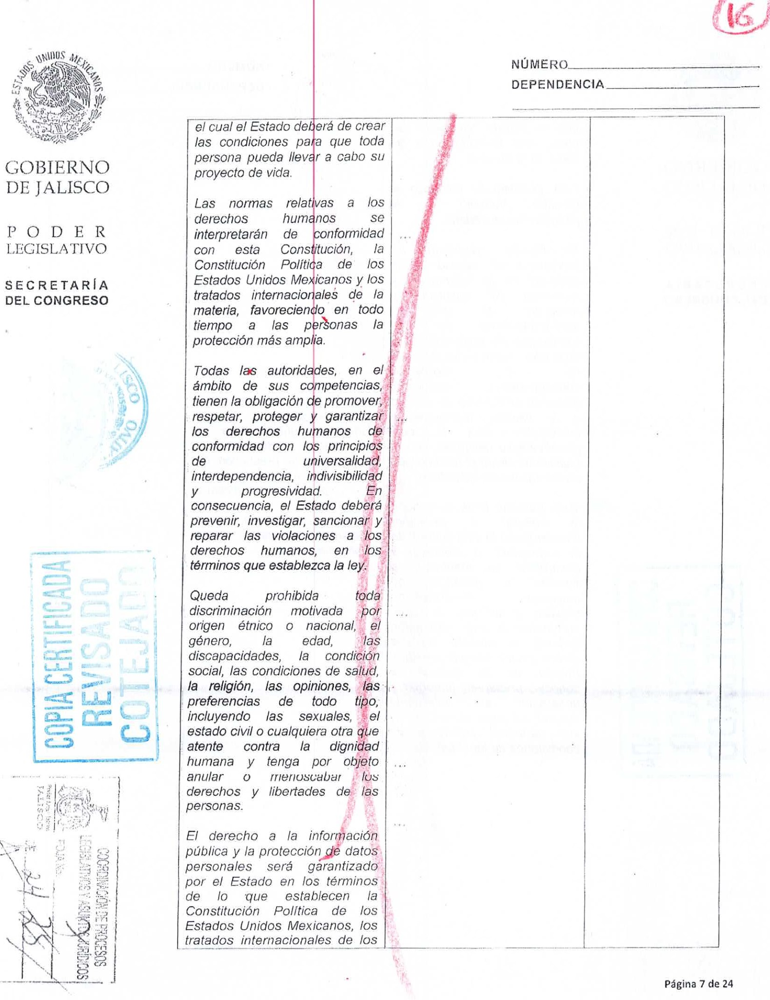 16
ESTADOS UNIDOS MEXICANOS
NÚMERO
DEPENDENCIA
GOBIERNO
DE JALISCO
PODER
LEGISLATIVO
SECRETARÍA
DEL CONGRESO
el cual el Estado deberá de crear
las condiciones para que toda
persona pueda llevar a cabo su
proyecto de vida.
Las normas relativas a los
derechos humanos se
interpretarán de conformidad
con esta Constitución, la
Constitución Política de los
Estados Unidos Mexicanos y los
tratados internacionales de la
materia, favoreciendo en todo
tiempo a las personas la
protección más amplia.
...
Todas las autoridades, en el
ámbito de sus competencias,
tienen la obligación de promover,
respetar, proteger y garantizar
los derechos humanos de
conformidad con los principios
de universalidad,
interdependencia, indivisibilidad
y progresividad. En
consecuencia, el Estado deberá
prevenir, investigar, sancionar y
reparar las violaciones a los
derechos humanos, en los
términos que establezca la ley.
...
Queda prohibida toda
discriminación motivada por
origen étnico o nacional, el
género, la edad, las
discapacidades, la condición
social, las condiciones de salud,
la religión, las opiniones, las
preferencias de todo tipo,
incluyendo las sexuales, el
estado civil o cualquiera otra que
atente contra la dignidad
humana y tenga por objeto
anular o menoscabar los
derechos y libertades de las
personas.
...
...
El derecho a la información
pública y la protección de datos
personales será garantizado
por el Estado en los términos
de lo que establecen la
Constitución Política de los
Estados Unidos Mexicanos, los
tratados internacionales de los
...
LISCO
TIVO
COPIA CERTIFICADA
REVISADO
COTEJADO
JALISCO
COORDINACIÓN DE PROCESOS
LEGISLATIVOS Y ASUNTOS JURÍDICOS
FOJA No.
DE
24
Página 7 de 24